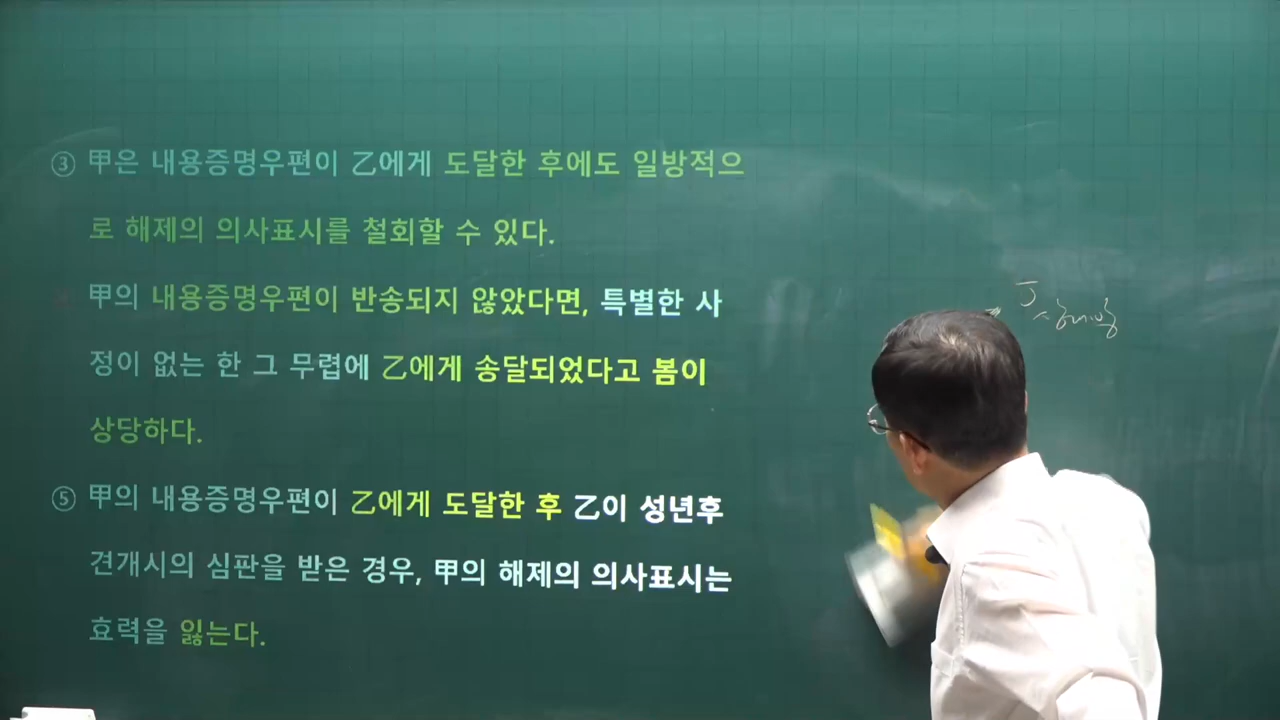 ③ 甲은 내용증명우편이 乙에게 도달한 후에도 일방적으
로 해제의 의사표시를 철회할 수 있다.
甲의 내용증명우편이 반송되지 않았다면, 특별한 사
정이 없는 한 그 무렵에 乙에게 송달되었다고 봄이
상당하다.
⑤ 甲의 내용증명우편이 乙에게 도달한 후 乙이 성년후
견개시의 심판을 받은 경우, 甲의 해제의 의사표시는
효력을 잃는다.